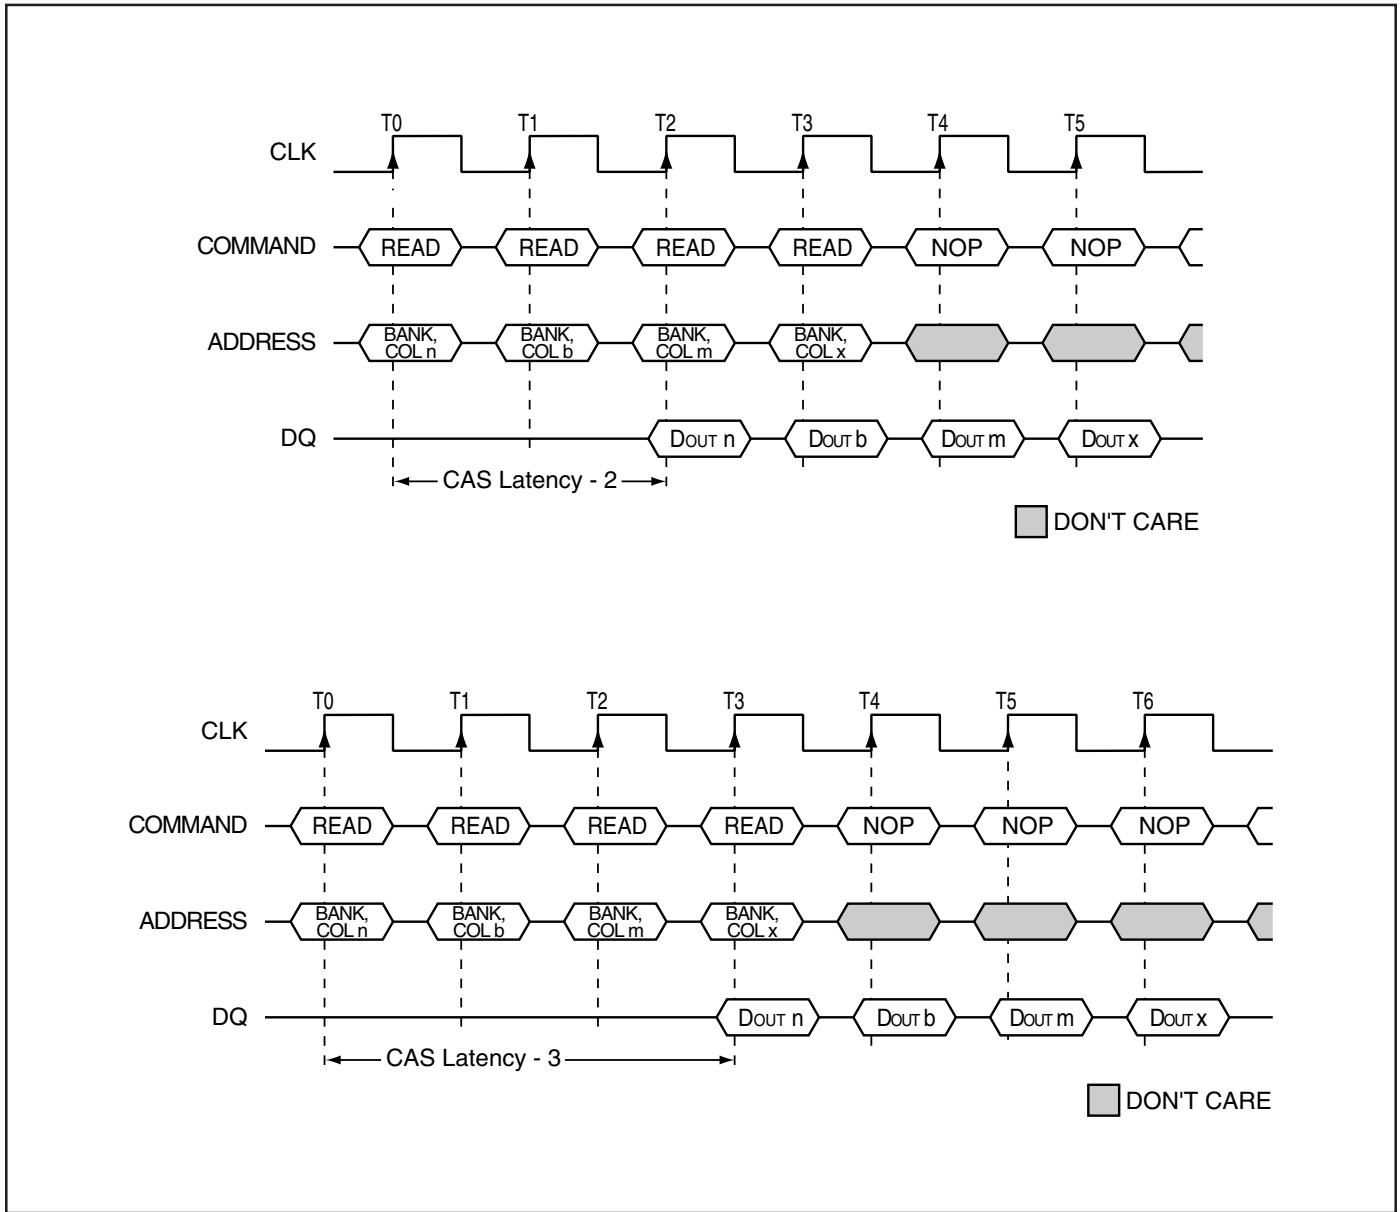 T0 T1 T2 T3 T4 T5
CLK
COMMAND READ READ READ READ NOP NOP
ADDRESS BANK, COL n BANK, COL b BANK, COL m BANK, COL x
DQ DOUT n DOUT b DOUT m DOUT x
CAS Latency - 2
DON'T CARE
T0 T1 T2 T3 T4 T5 T6
CLK
COMMAND READ READ READ READ NOP NOP NOP
ADDRESS BANK, COL n BANK, COL b BANK, COL m BANK, COL x
DQ DOUT n DOUT b DOUT m DOUT x
CAS Latency - 3
DON'T CARE